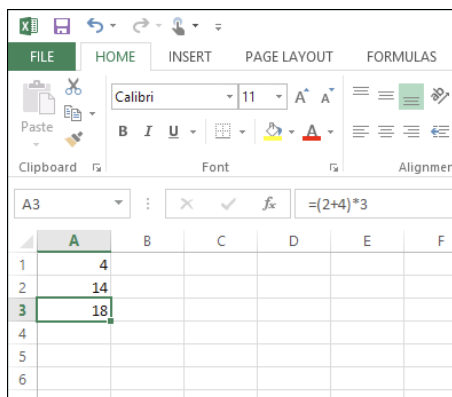 FILE HOME INSERT PAGE LAYOUT FORMULAS
Calibri 11 A A
Paste B I U A
Clipboard Font Alignmen
A3 fx =(2+4)*3
A B C D E F
1 4
2 14
3 18
4
5
6